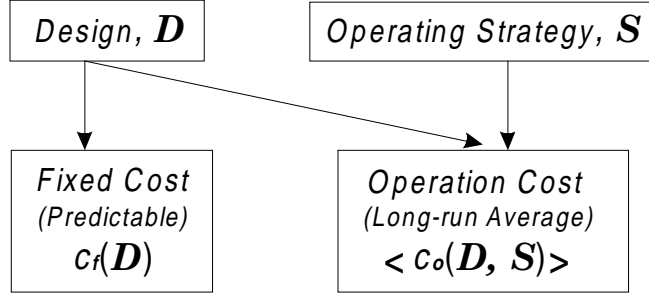 Design, D
Operating Strategy, S
Fixed Cost
(Predictable)
Cf(D)
Operation Cost
(Long-run Average)
< Co(D, S)>